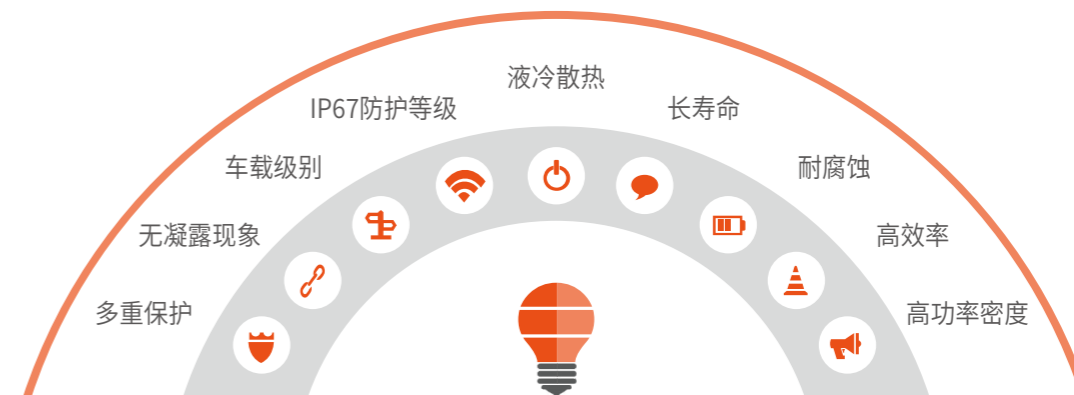 液冷散热
IP67防护等级
长寿命
车载级别
耐腐蚀
无凝露现象
高效率
多重保护
高功率密度